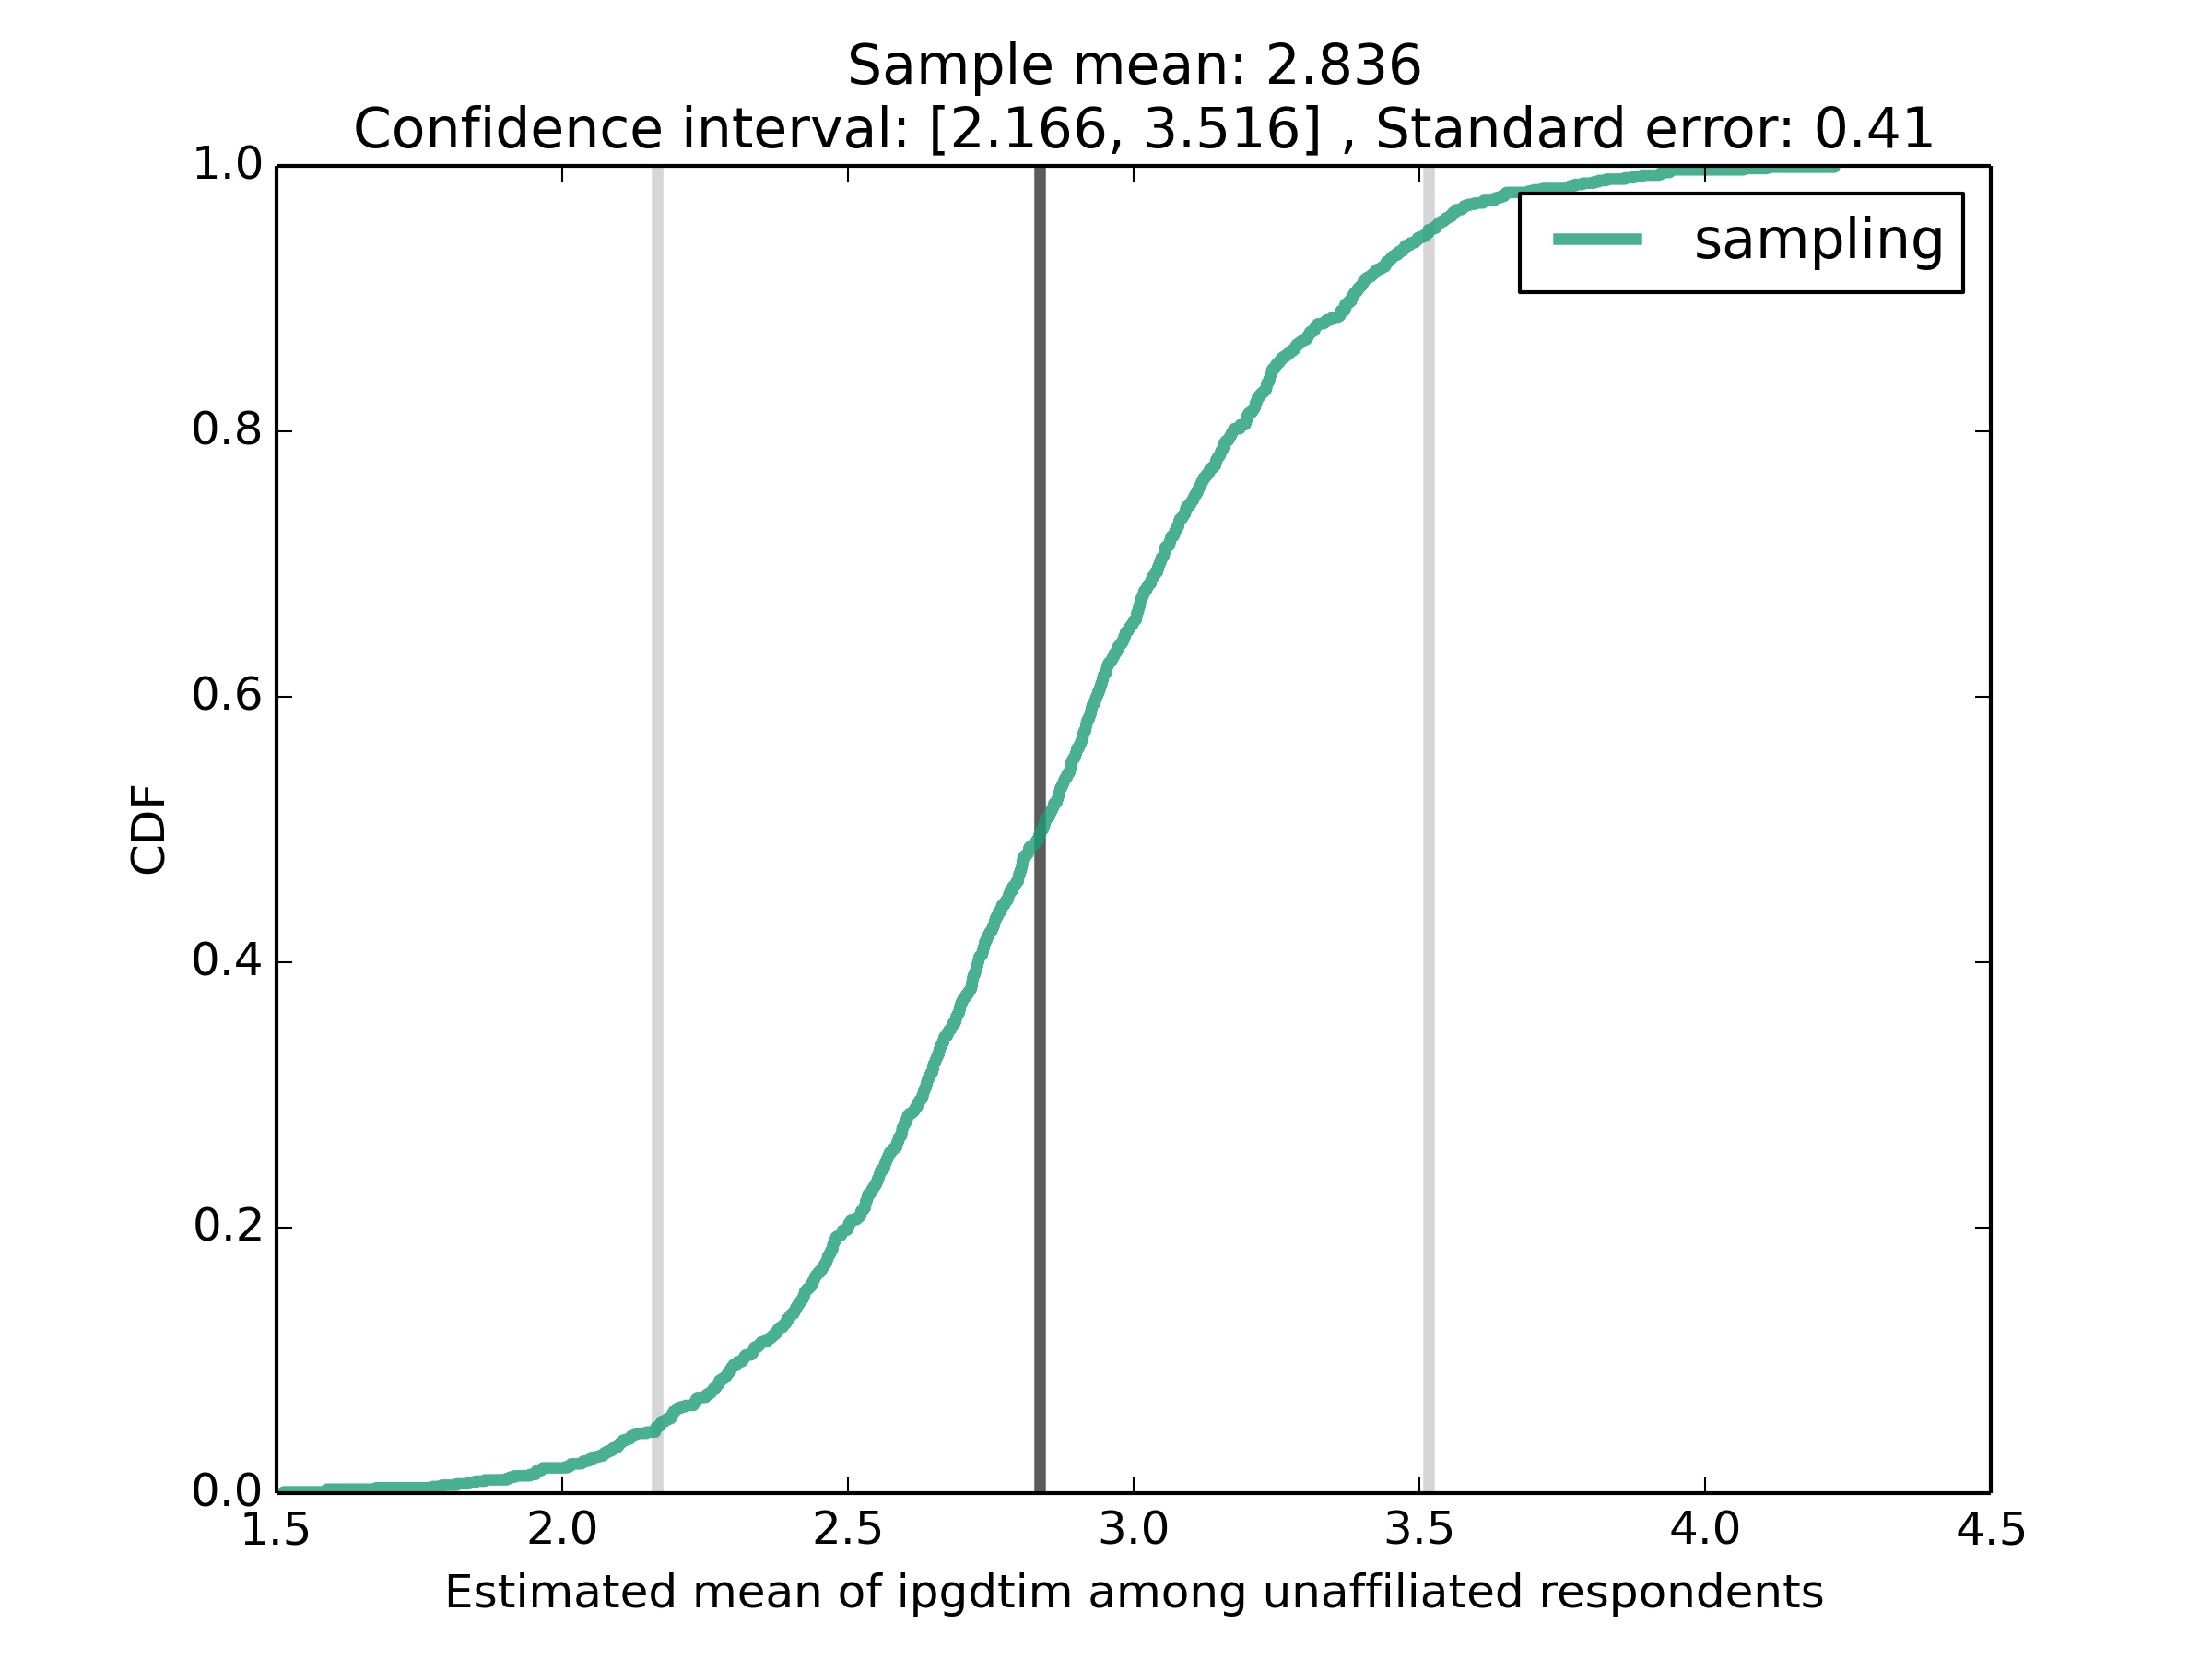 Sample mean: 2.836
Confidence interval: [2.166, 3.516] , Standard error: 0.41
1.0
0.8
0.6
0.4
0.2
0.0
CDF
sampling
1.5 2.0 2.5 3.0 3.5 4.0 4.5
Estimated mean of ipgdtim among unaffiliated respondents